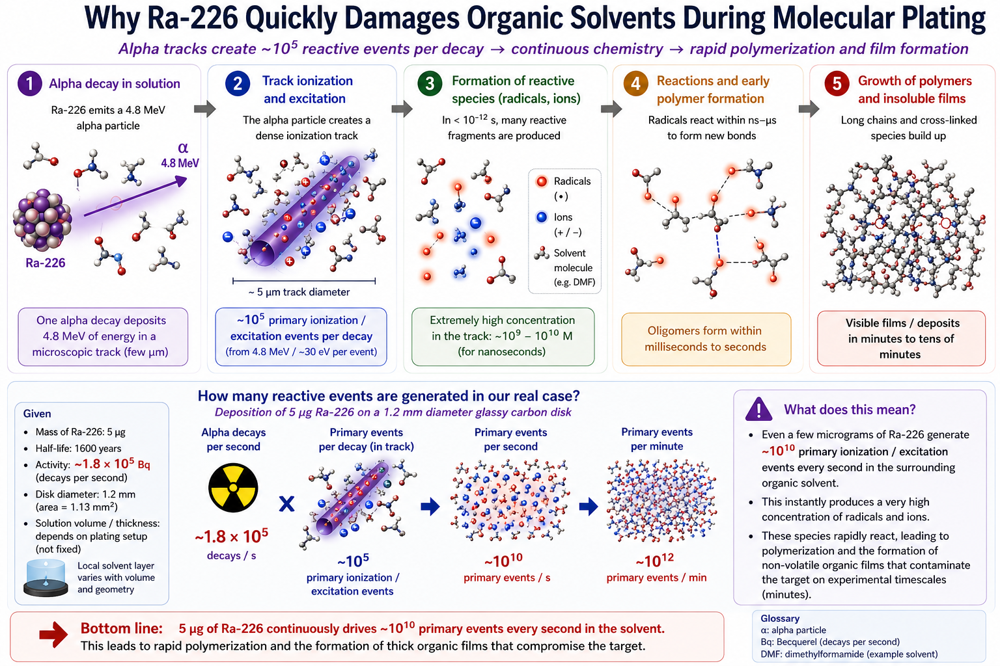 Why Ra-226 Quickly Damages Organic Solvents During Molecular Plating
Alpha tracks create ~10⁵ reactive events per decay → continuous chemistry → rapid polymerization and film formation
1 Alpha decay in solution
Ra-226 emits a 4.8 MeV
alpha particle
α
4.8 MeV
Ra-226
One alpha decay deposits
4.8 MeV of energy in a
microscopic track (few μm)
2 Track ionization
and excitation
The alpha particle creates a
dense ionization track
~ 5 μm track diameter
~10⁵ primary ionization /
excitation events per decay
(from 4.8 MeV / ~30 eV per event)
3 Formation of reactive
species (radicals, ions)
In < 10⁻¹² s, many reactive
fragments are produced
Radicals
(•)
Ions
(+ / −)
Solvent
molecule
(e.g. DMF)
Extremely high concentration
in the track: ~10⁹ – 10¹⁰ M
(for nanoseconds)
4 Reactions and early
polymer formation
Radicals react within ns–μs
to form new bonds
Oligomers form within
milliseconds to seconds
5 Growth of polymers
and insoluble films
Long chains and cross-linked
species build up
Visible films / deposits
in minutes to tens of
minutes
How many reactive events are generated in our real case?
Deposition of 5 μg Ra-226 on a 1.2 mm diameter glassy carbon disk
Given
• Mass of Ra-226: 5 μg
• Half-life: 1600 years
• Activity: ~1.8 × 10⁵ Bq
(decays per second)
• Disk diameter: 1.2 mm
(area = 1.13 mm²)
• Solution volume / thickness:
depends on plating setup
(not fixed)
Local solvent layer
varies with volume
and geometry
Alpha decays
per second
~1.8 × 10⁵
decays / s
x
Primary events
per decay (in track)
~10⁵
primary ionization /
excitation events
Primary events
per second
~10¹⁰
primary events / s
Primary events
per minute
~10¹²
primary events / min
! What does this mean?
• Even a few micrograms of Ra-226 generate
~10¹⁰ primary ionization / excitation
events every second in the surrounding
organic solvent.
• This instantly produces a very high
concentration of radicals and ions.
• These species rapidly react, leading to
polymerization and the formation of
non-volatile organic films that contaminate
the target on experimental timescales
(minutes).
Bottom line: 5 μg of Ra-226 continuously drives ~10¹⁰ primary events every second in the solvent.
This leads to rapid polymerization and the formation of thick organic films that compromise the target.
Glossary
α: alpha particle
Bq: Becquerel (decays per second)
DMF: dimethylformamide (example solvent)